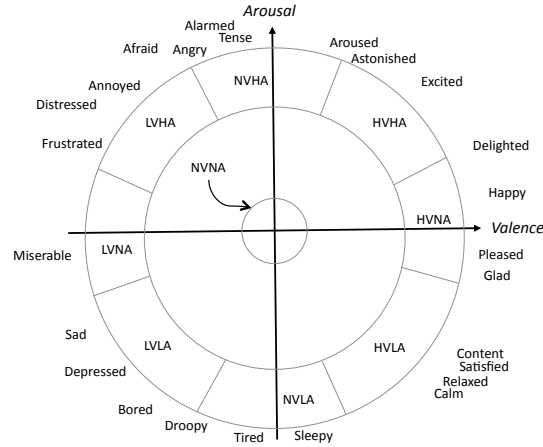 Arousal
Alarmed
Tense
Afraid
Angry
Aroused
Astonished
Annoyed
NVHA
Excited
Distressed
LVHA
HVHA
Frustrated
Delighted
NVNA
Happy
HVNA
Valence
Miserable
LVNA
Pleased
Glad
Sad
LVLA
HVLA
Content
Satisfied
Depressed
Relaxed
Calm
NVLA
Bored
Droopy
Tired
Sleepy